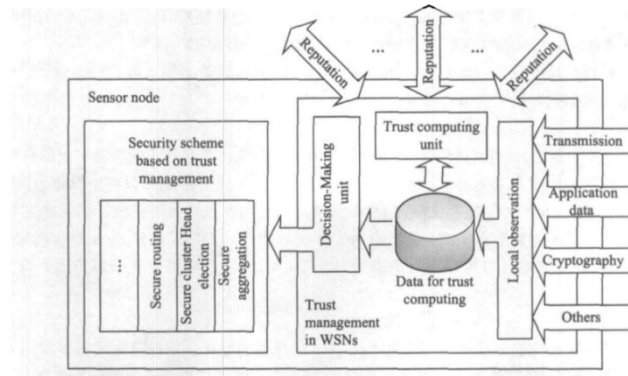 Reputation
...
Reputation
Reputation
Sensor node
Security scheme
based on trust
management
...
Secure routing
Secure cluster Head
election
Secure
aggregation
Decision-Making
unit
Trust computing
unit
Data for trust
computing
Trust
management
in WSNs
Local observation
Transmission
Application
data
Cryptography
Others